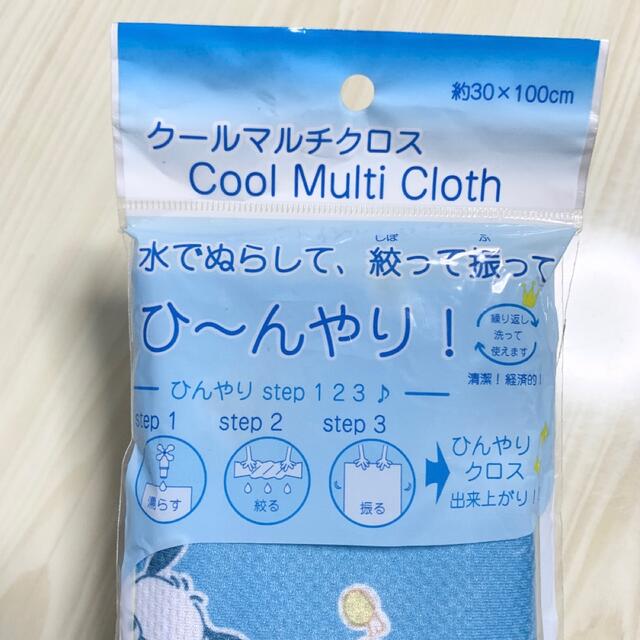 約30×100cm
クールマルチクロス
Cool Multi Cloth
水でぬらして、絞って振って
しぼ
ふ
ひ〜んやり！
繰り返し
洗って
使えます
清潔！経済的！
ひんやり step 1 2 3 ♪
step 1
step 2
step 3
濡らす
絞る
振る
ひんやり
クロス
出来上がり！